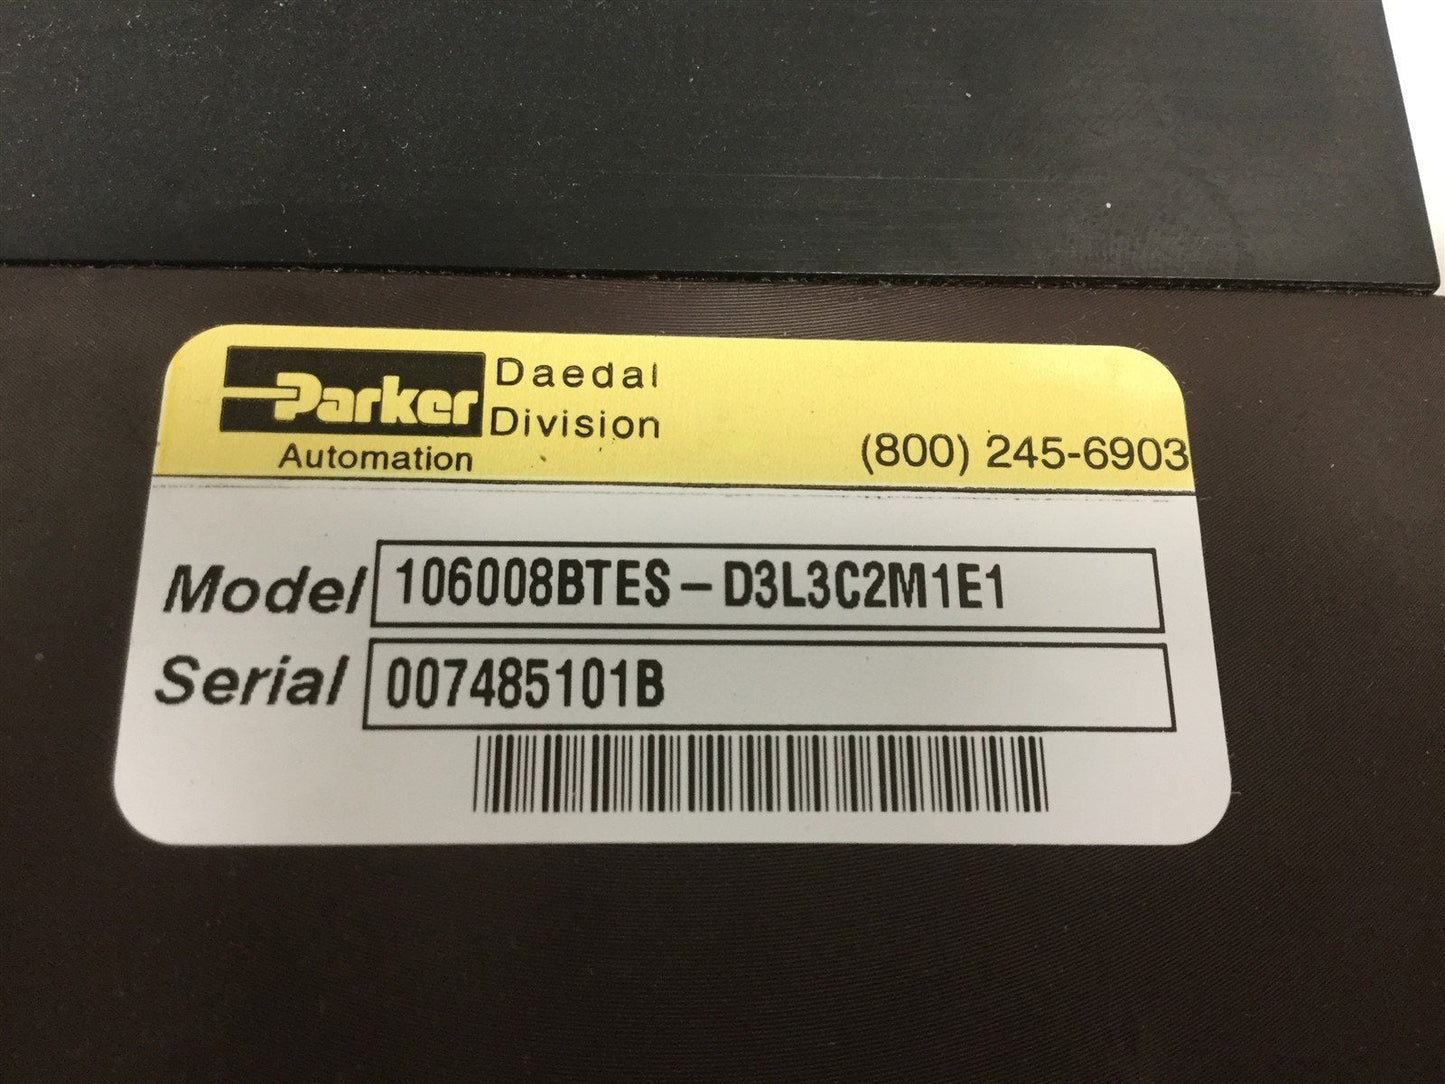 Parker Daedal
Division
Automation
(800) 245-6903
Model 106008BTES-D3L3C2M1E1
Serial 007485101B